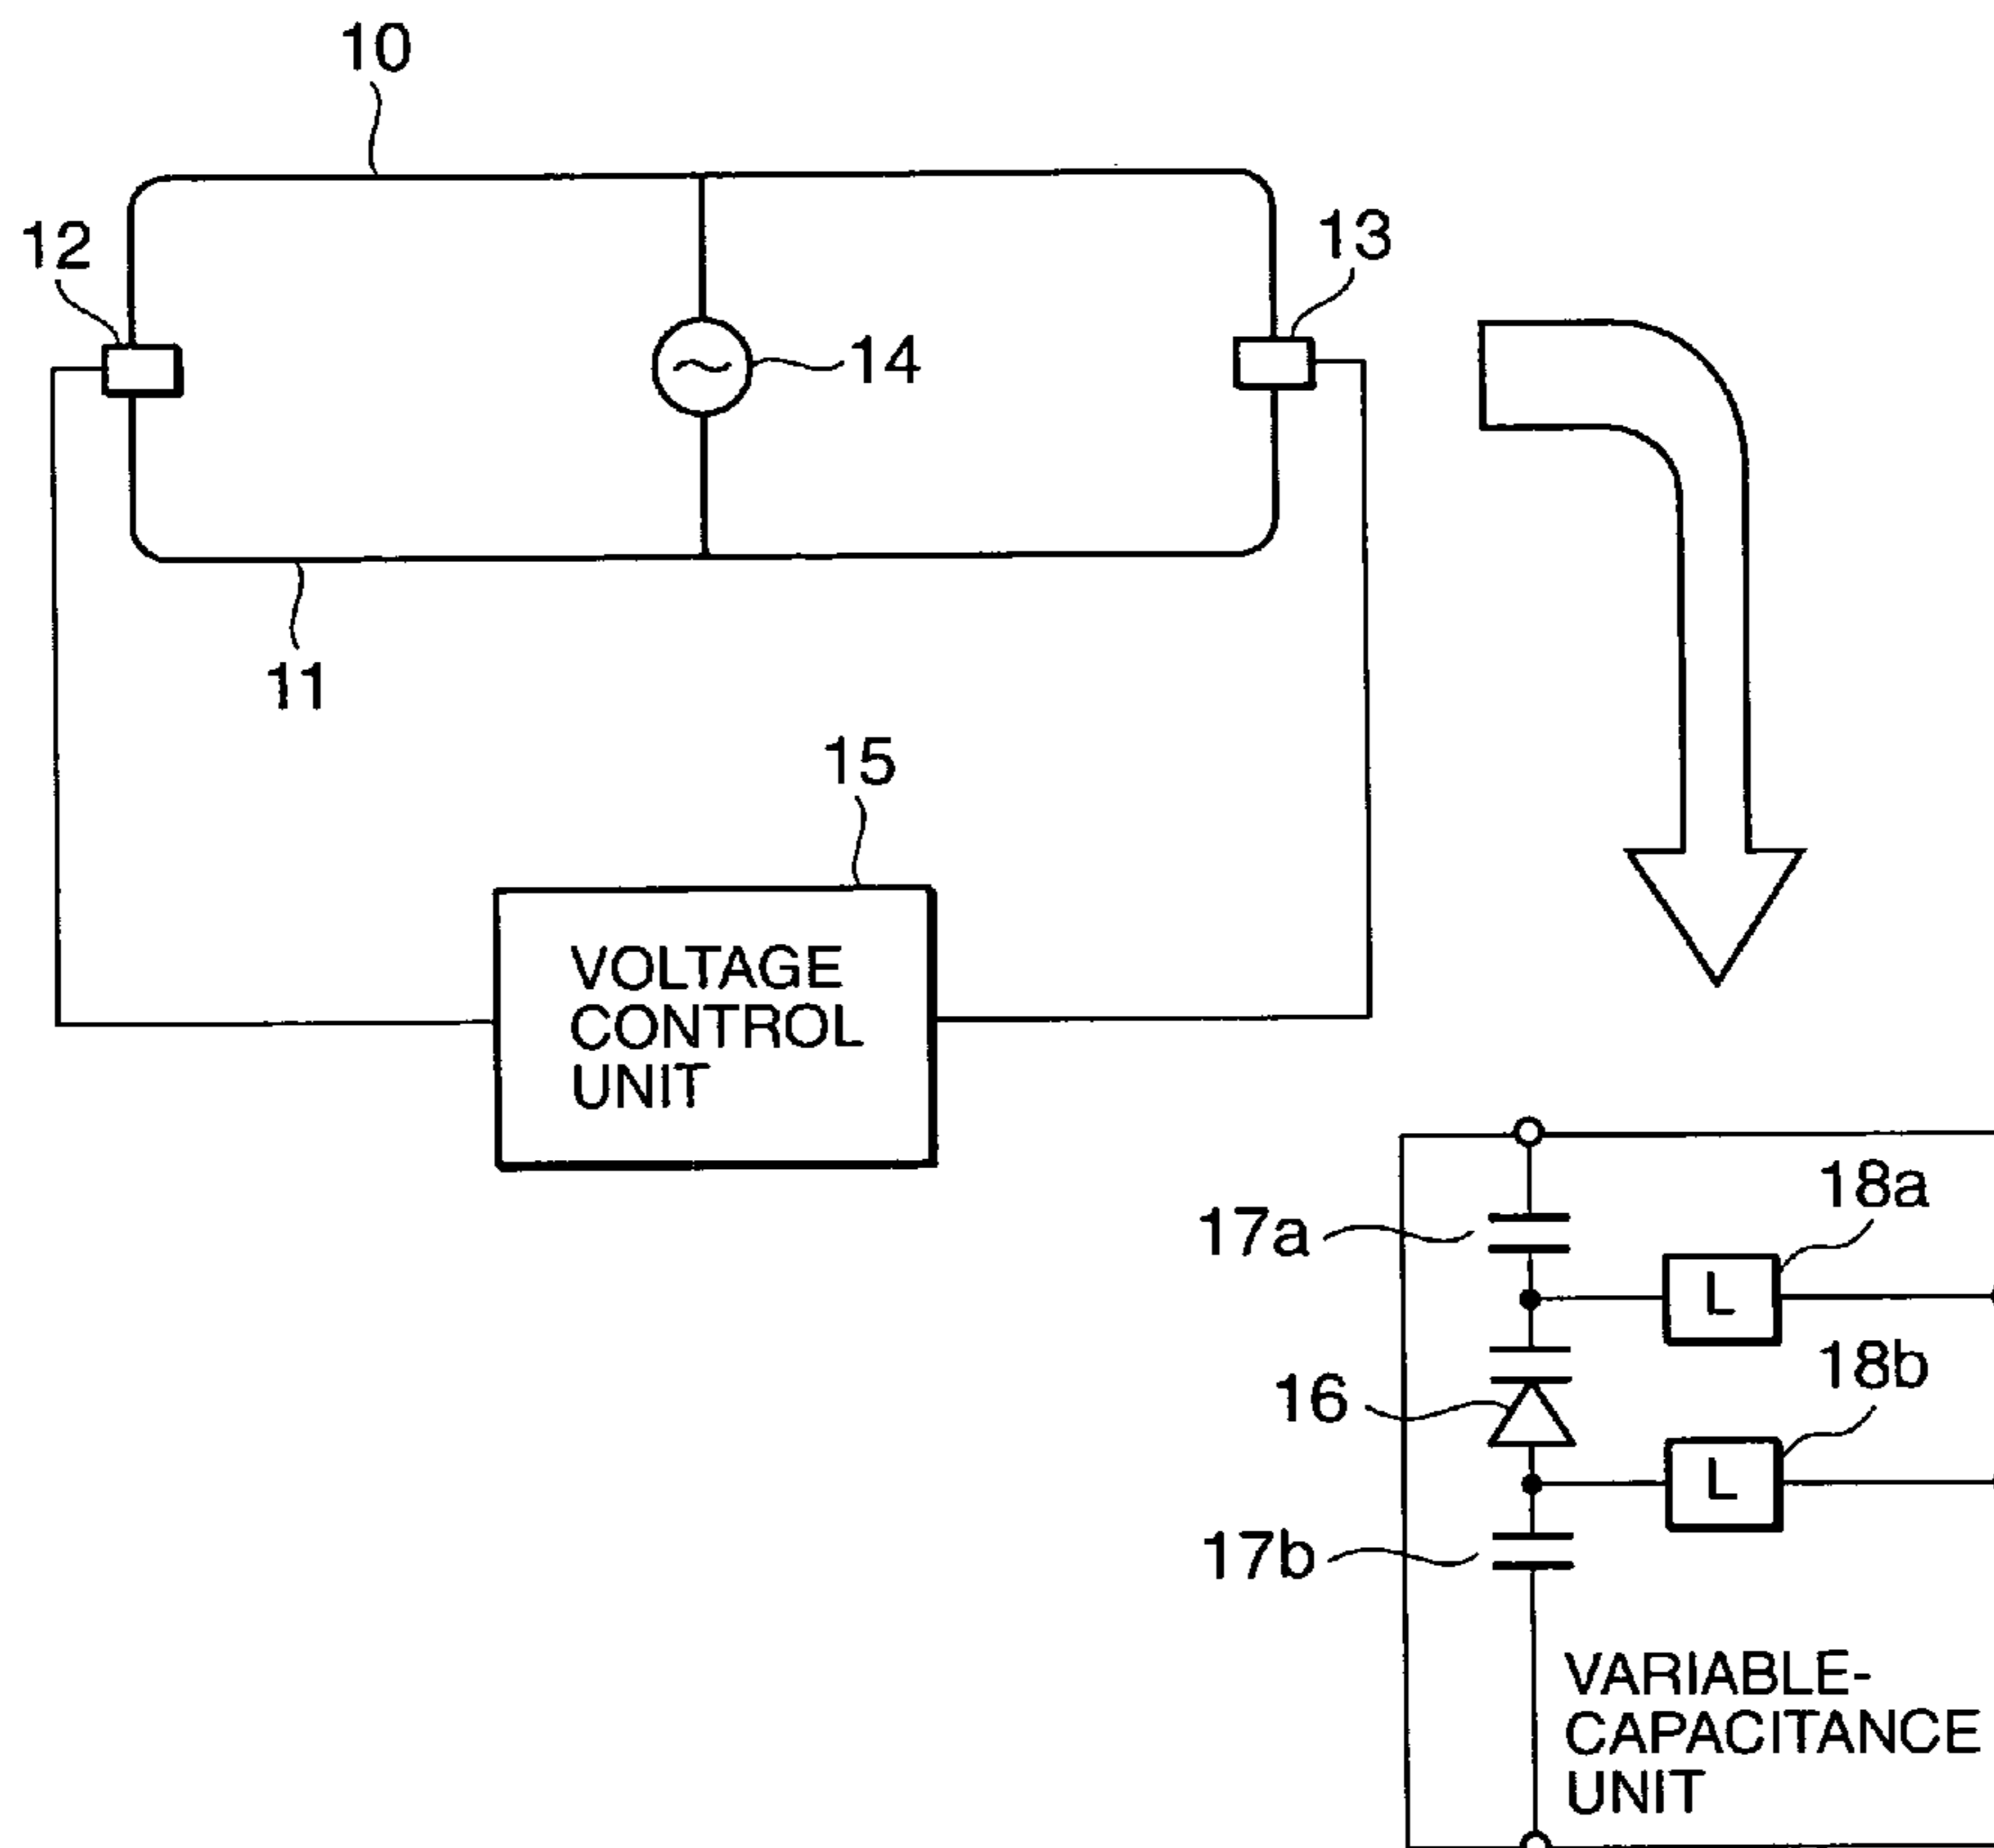 10
12
13
14
11
15
VOLTAGE
CONTROL
UNIT
18a
17a
L
18b
16
L
17b
VARIABLE-
CAPACITANCE
UNIT